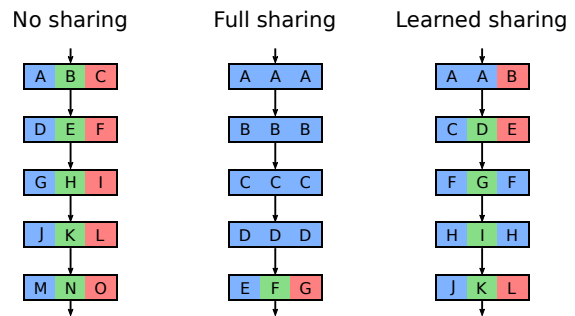 No sharing
Full sharing
Learned sharing
A B C
A A A
A A B
D E F
B B B
C D E
G H I
C C C
F G F
J K L
D D D
H I H
M N O
E F G
J K L